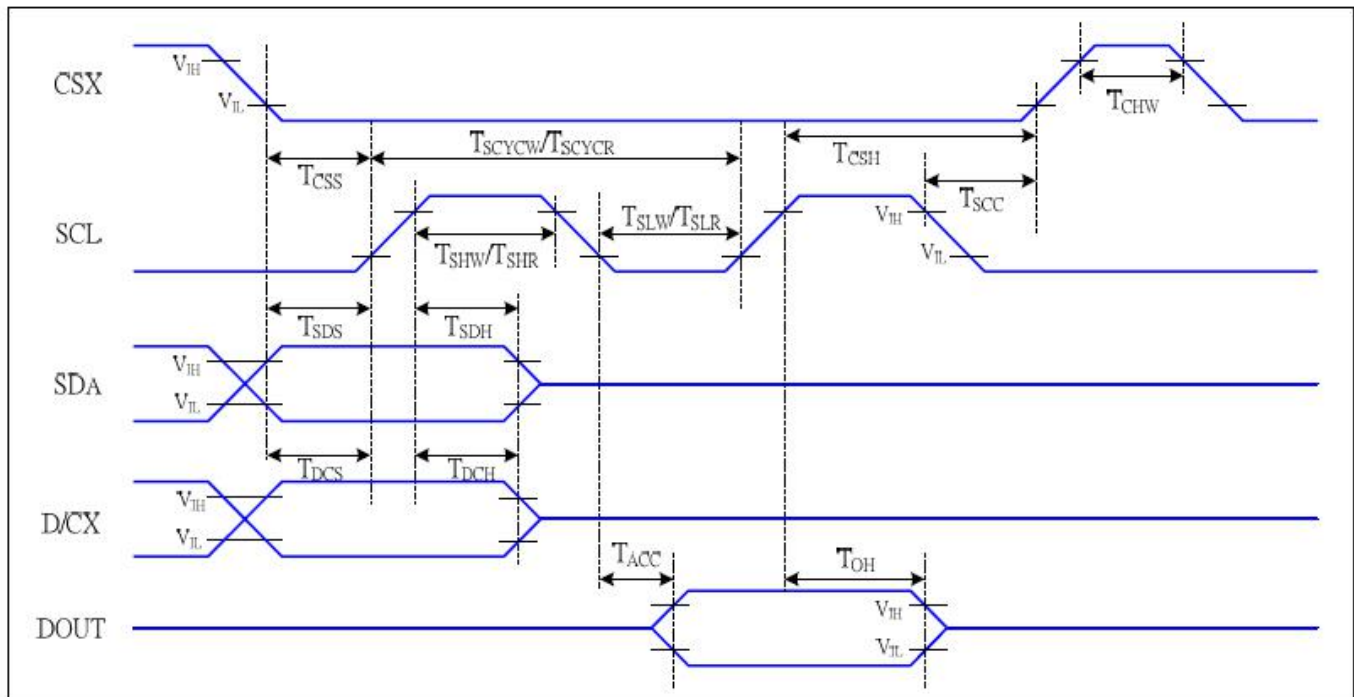 CSX
VIH
VIL
TCSS
TSCYCW/TSCYCR
TCSH
TCHW
TSCC
SCL
TSHW/TSHR
TSLW/TSLR
VIH
VIL
TSDS
TSDH
SDA
VIH
VIL
TDCS
TDCH
D/CX
VIH
VIL
TACC
TOH
DOUT
VIH
VIL